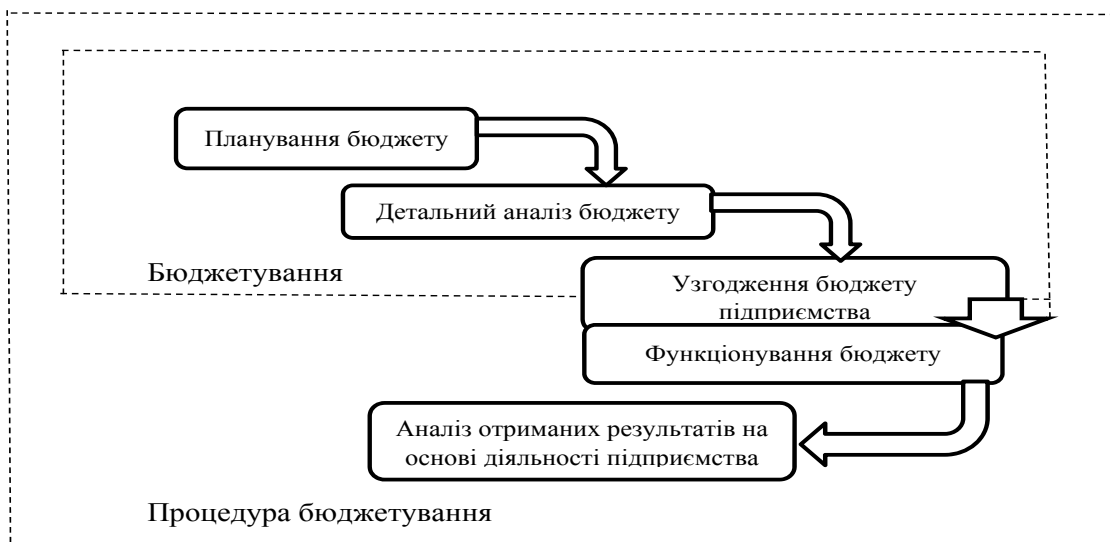 Планування бюджету
Детальний аналіз бюджету
Бюджетування
Узгодження бюджету
підприємства
Функціонування бюджету
Аналіз отриманих результатів на
основі діяльності підприємства
Процедура бюджетування